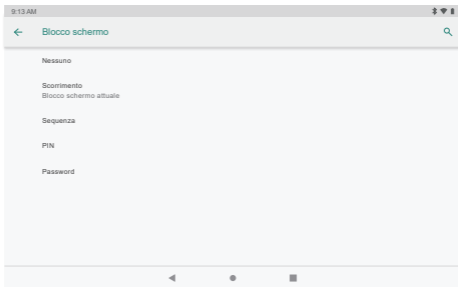 9:13 AM
Blocco schermo
Nessuno
Scorrimento
Blocco schermo attuale
Sequenza
PIN
Password